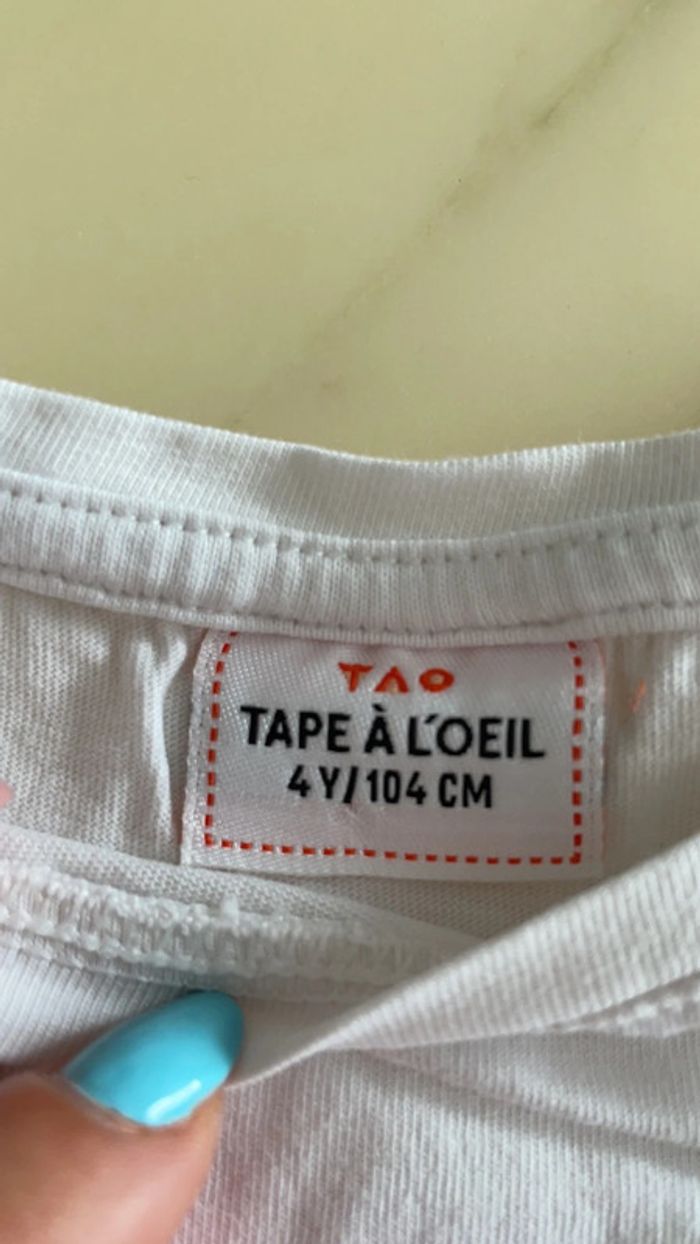 TAO
TAPE À L'OEIL
4 Y/104 CM